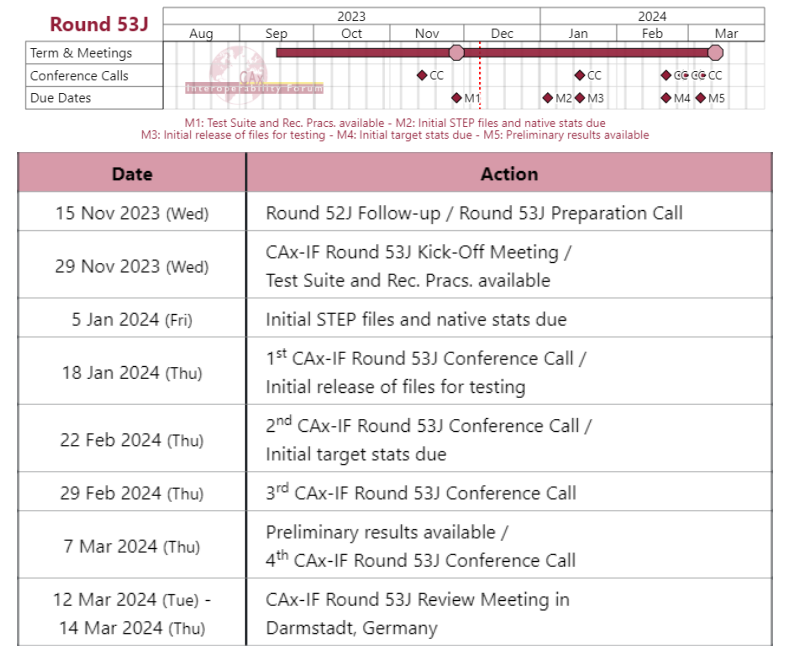 Round 53J
2023 2024
Aug Sep Oct Nov Dec Jan Feb Mar
Term & Meetings
CAx
Conference Calls CC CC CC CC CC
Interoperability Forum
Due Dates M1 M2 M3 M4 M5
M1: Test Suite and Rec. Pracs. available - M2: Initial STEP files and native stats due
M3: Initial release of files for testing - M4: Initial target stats due - M5: Preliminary results available
Date Action
15 Nov 2023 (Wed) Round 52J Follow-up / Round 53J Preparation Call
29 Nov 2023 (Wed) CAx-IF Round 53J Kick-Off Meeting /
Test Suite and Rec. Pracs. available
5 Jan 2024 (Fri) Initial STEP files and native stats due
18 Jan 2024 (Thu) 1st CAx-IF Round 53J Conference Call /
Initial release of files for testing
22 Feb 2024 (Thu) 2nd CAx-IF Round 53J Conference Call /
Initial target stats due
29 Feb 2024 (Thu) 3rd CAx-IF Round 53J Conference Call
7 Mar 2024 (Thu) Preliminary results available /
4th CAx-IF Round 53J Conference Call
12 Mar 2024 (Tue) - CAx-IF Round 53J Review Meeting in
14 Mar 2024 (Thu) Darmstadt, Germany